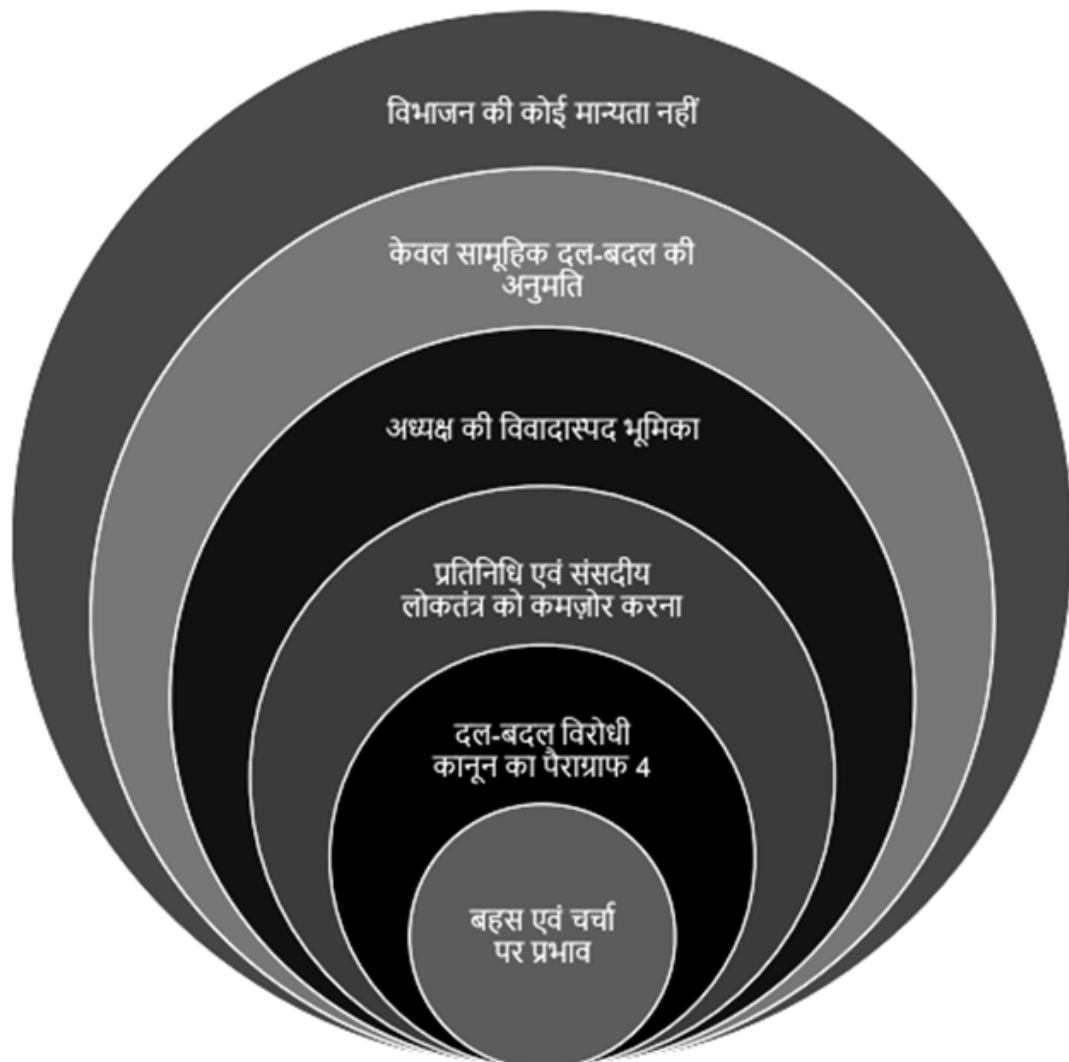 विभाजन की कोई मान्यता नहीं
केवल सामूहिक दल-बदल की
अनुमति
अध्यक्ष की विवादास्पद भूमिका
प्रतिनिधि एवं संसदीय
लोकतंत्र को कमज़ोर करना
दल-बदल विरोधी
कानून का पैराग्राफ 4
बहस एवं चर्चा
पर प्रभाव